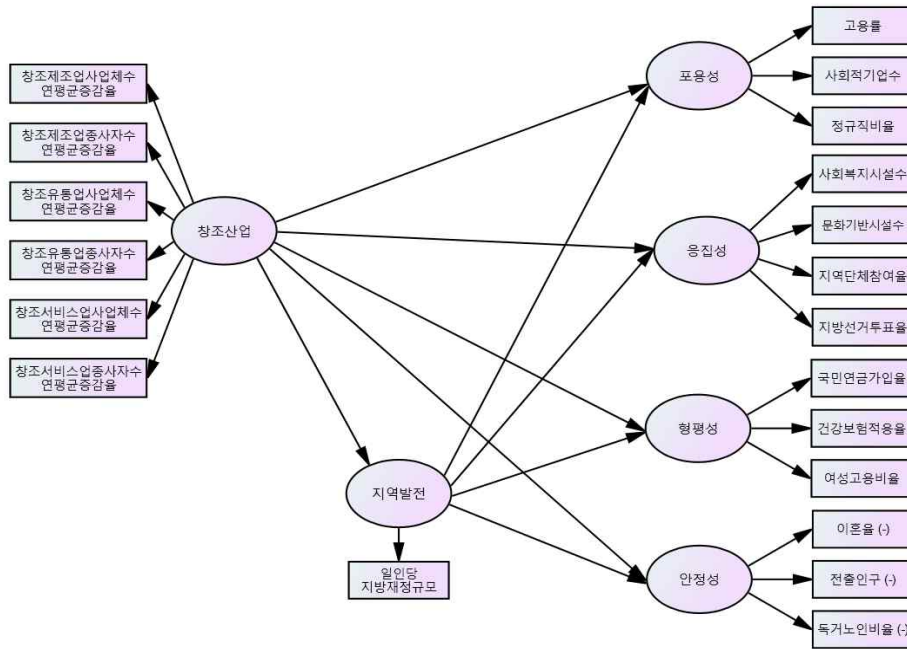 창조제조업사업체수
연평균증감율
창조제조업종사자수
연평균증감율
창조유통업사업체수
연평균증감율
창조유통업종사자수
연평균증감율
창조서비스업사업체수
연평균증감율
창조서비스업종사자수
연평균증감율
창조산업
지역발전
일인당
지방재정규모
포용성
응집성
형평성
안정성
고용률
사회적기업수
정규직비율
사회복지시설수
문화기반시설수
지역단체참여율
지방선거투표율
국민연금가입율
건강보험적용율
여성고용비율
이혼율 (-)
전출인구 (-)
독거노인비율 (-)